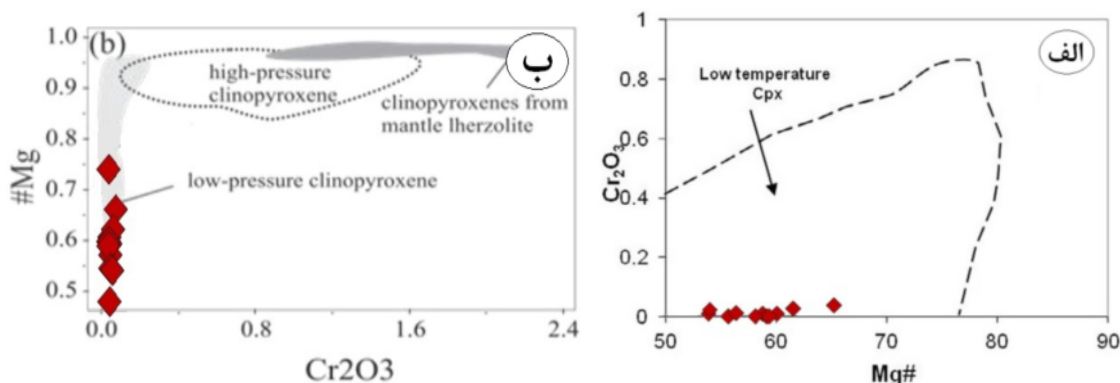 (b)
ب
1.0
0.9
0.8
0.7
0.6
0.5
#Mg
high-pressure
clinopyroxene
clinopyroxenes from
mantle lherzolite
low-pressure clinopyroxene
0.0 0.8 1.6 2.4
Cr2O3
الف
1
0.8
0.6
0.4
0.2
0
Cr₂O₃
Low temperature
Cpx
50 60 70 80 90
Mg#